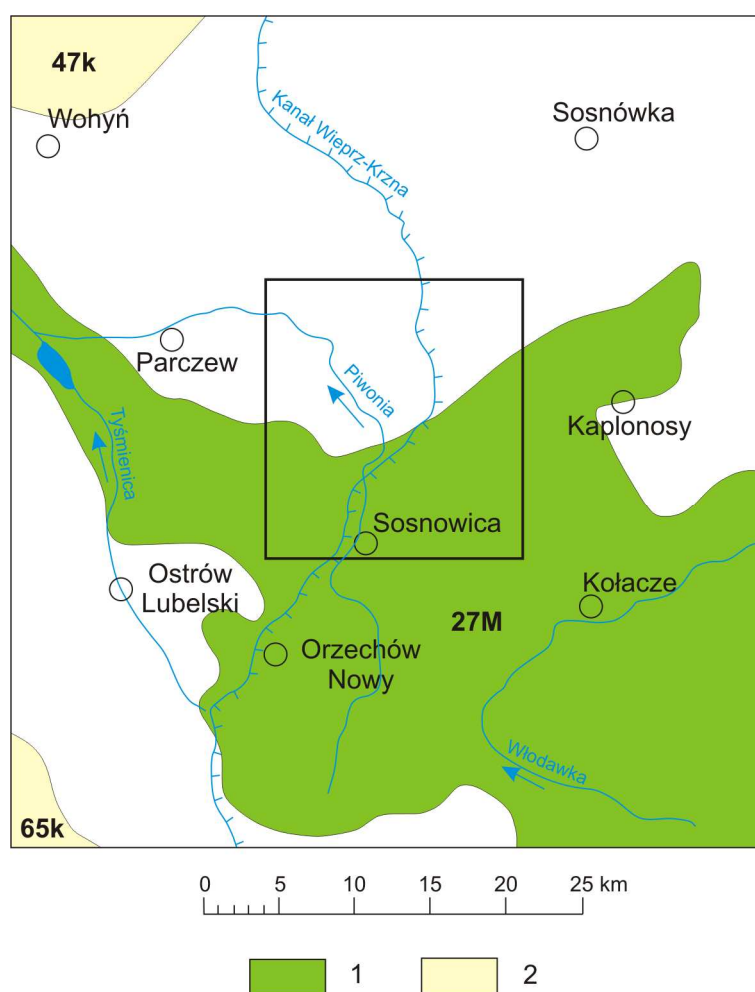 47k
Wohyń
Kanał Wieprz-Krzna
Sosnówka
Parczew
Piwonia
Tyśmienica
Kaplonosy
Sosnowica
Ostrów
Lubelski
Kołacze
27M
Orzechów
Nowy
Włodawka
65k
0 5 10 15 20 25 km
1 2